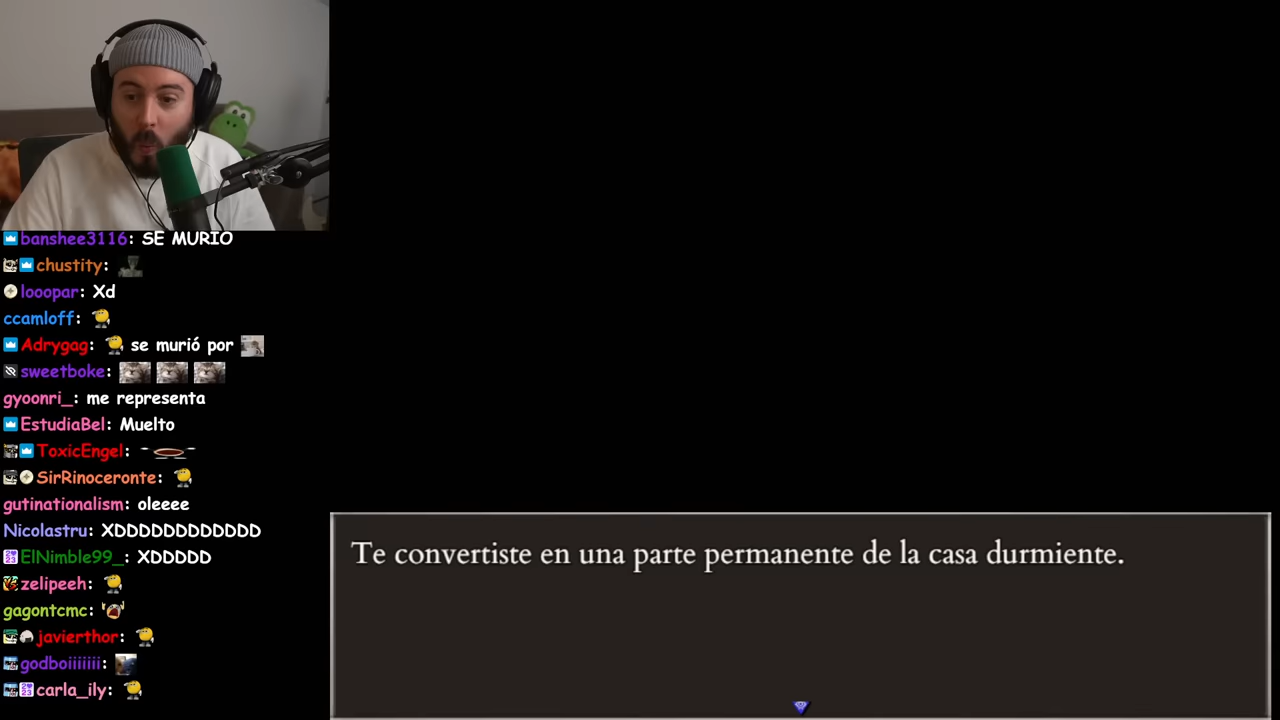 banshee3116: SE MURIO
chustity:
looopar: Xd
ccamloff:
Adrygag: se murió por
sweetboke:
gyoonri_: me representa
EstudiaBel: Muelto
ToxicEngel:
SirRinoceronte:
gutinationalism: oleeee
Nicolastru: XDDDDDDDDDDDD
ElNimble99_: XDDDDD
zelipeeh:
gagontcmc:
javierthor:
godboiiiiiii:
carla_ily:
Te convertiste en una parte permanente de la casa durmiente.